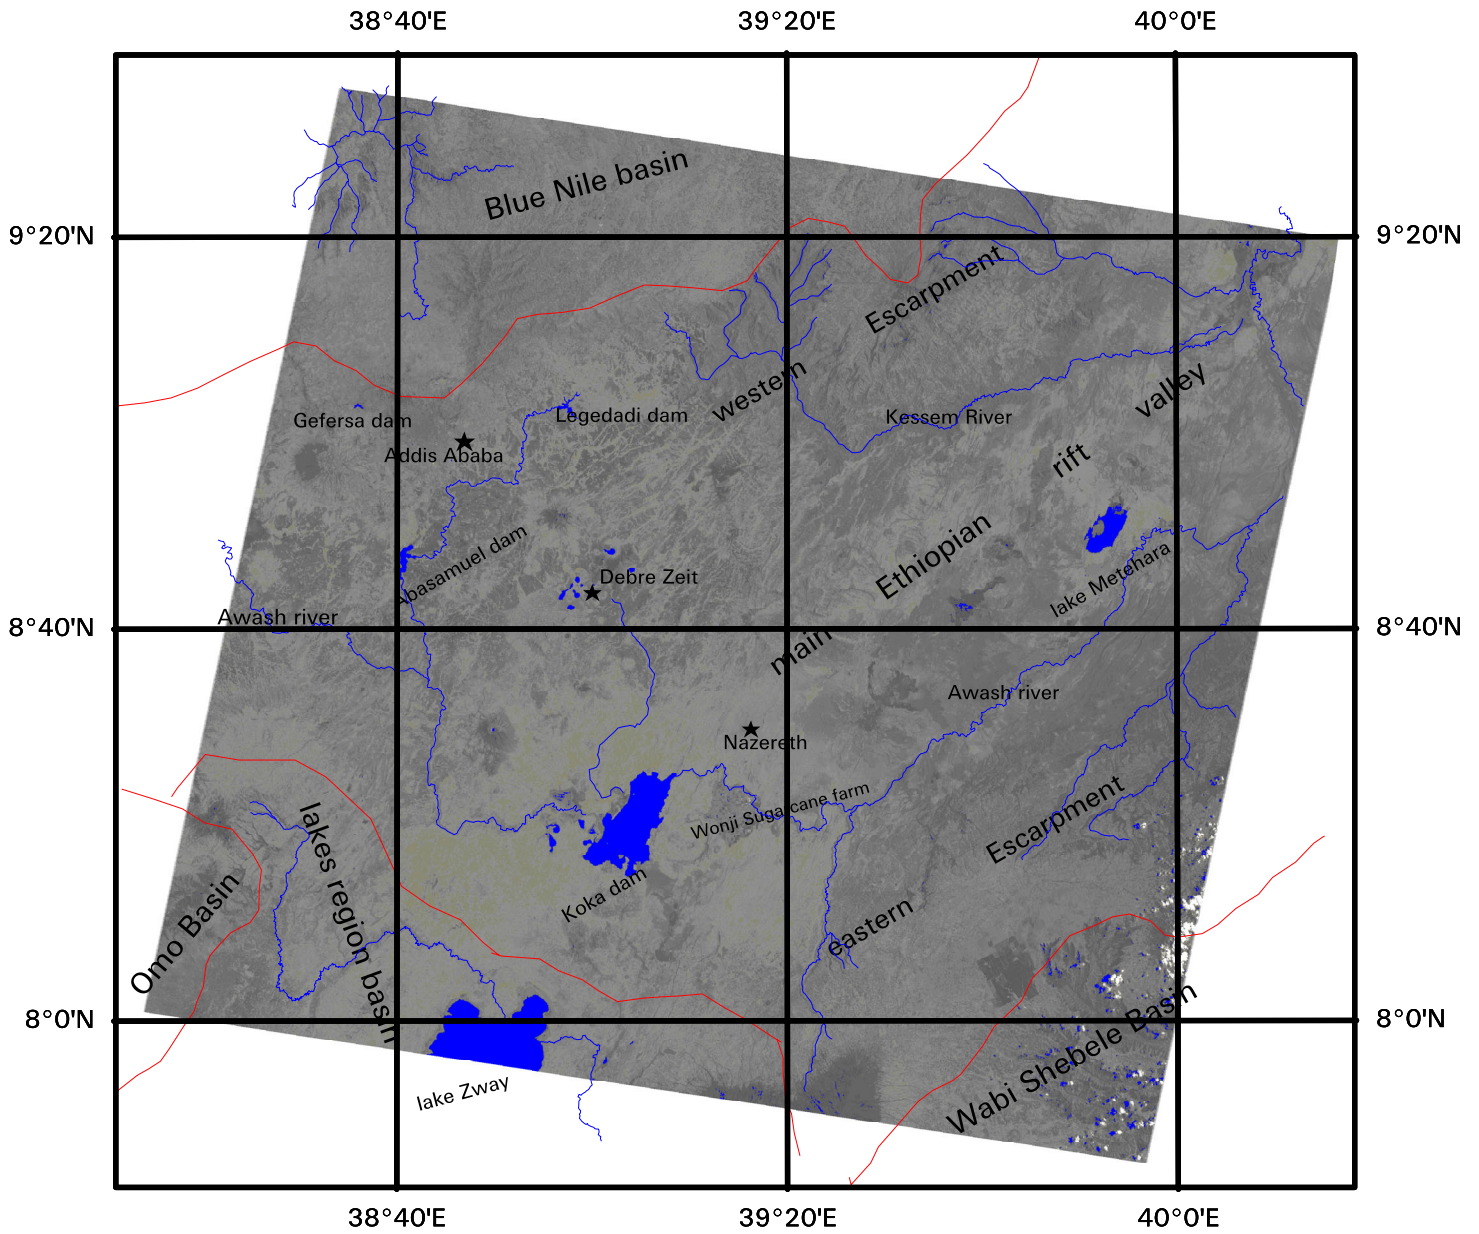 38°40'E
39°20'E
40°0'E
Blue Nile basin
9°20'N
9°20'N
Escarpment
western
valley
Gefersa dam
Legedadi dam
Kessem River
Addis Ababa
rift
Ethiopian
Abasamuel dam
lake Metehara
Debre Zeit
Awash river
8°40'N
8°40'N
main
Awash river
Nazereth
Wonji Sugarcane farm
Escarpment
lakes region basin
Koka dam
Omo Basin
eastern
Wabi Shebele Basin
8°0'N
8°0'N
lake Zway
38°40'E
39°20'E
40°0'E